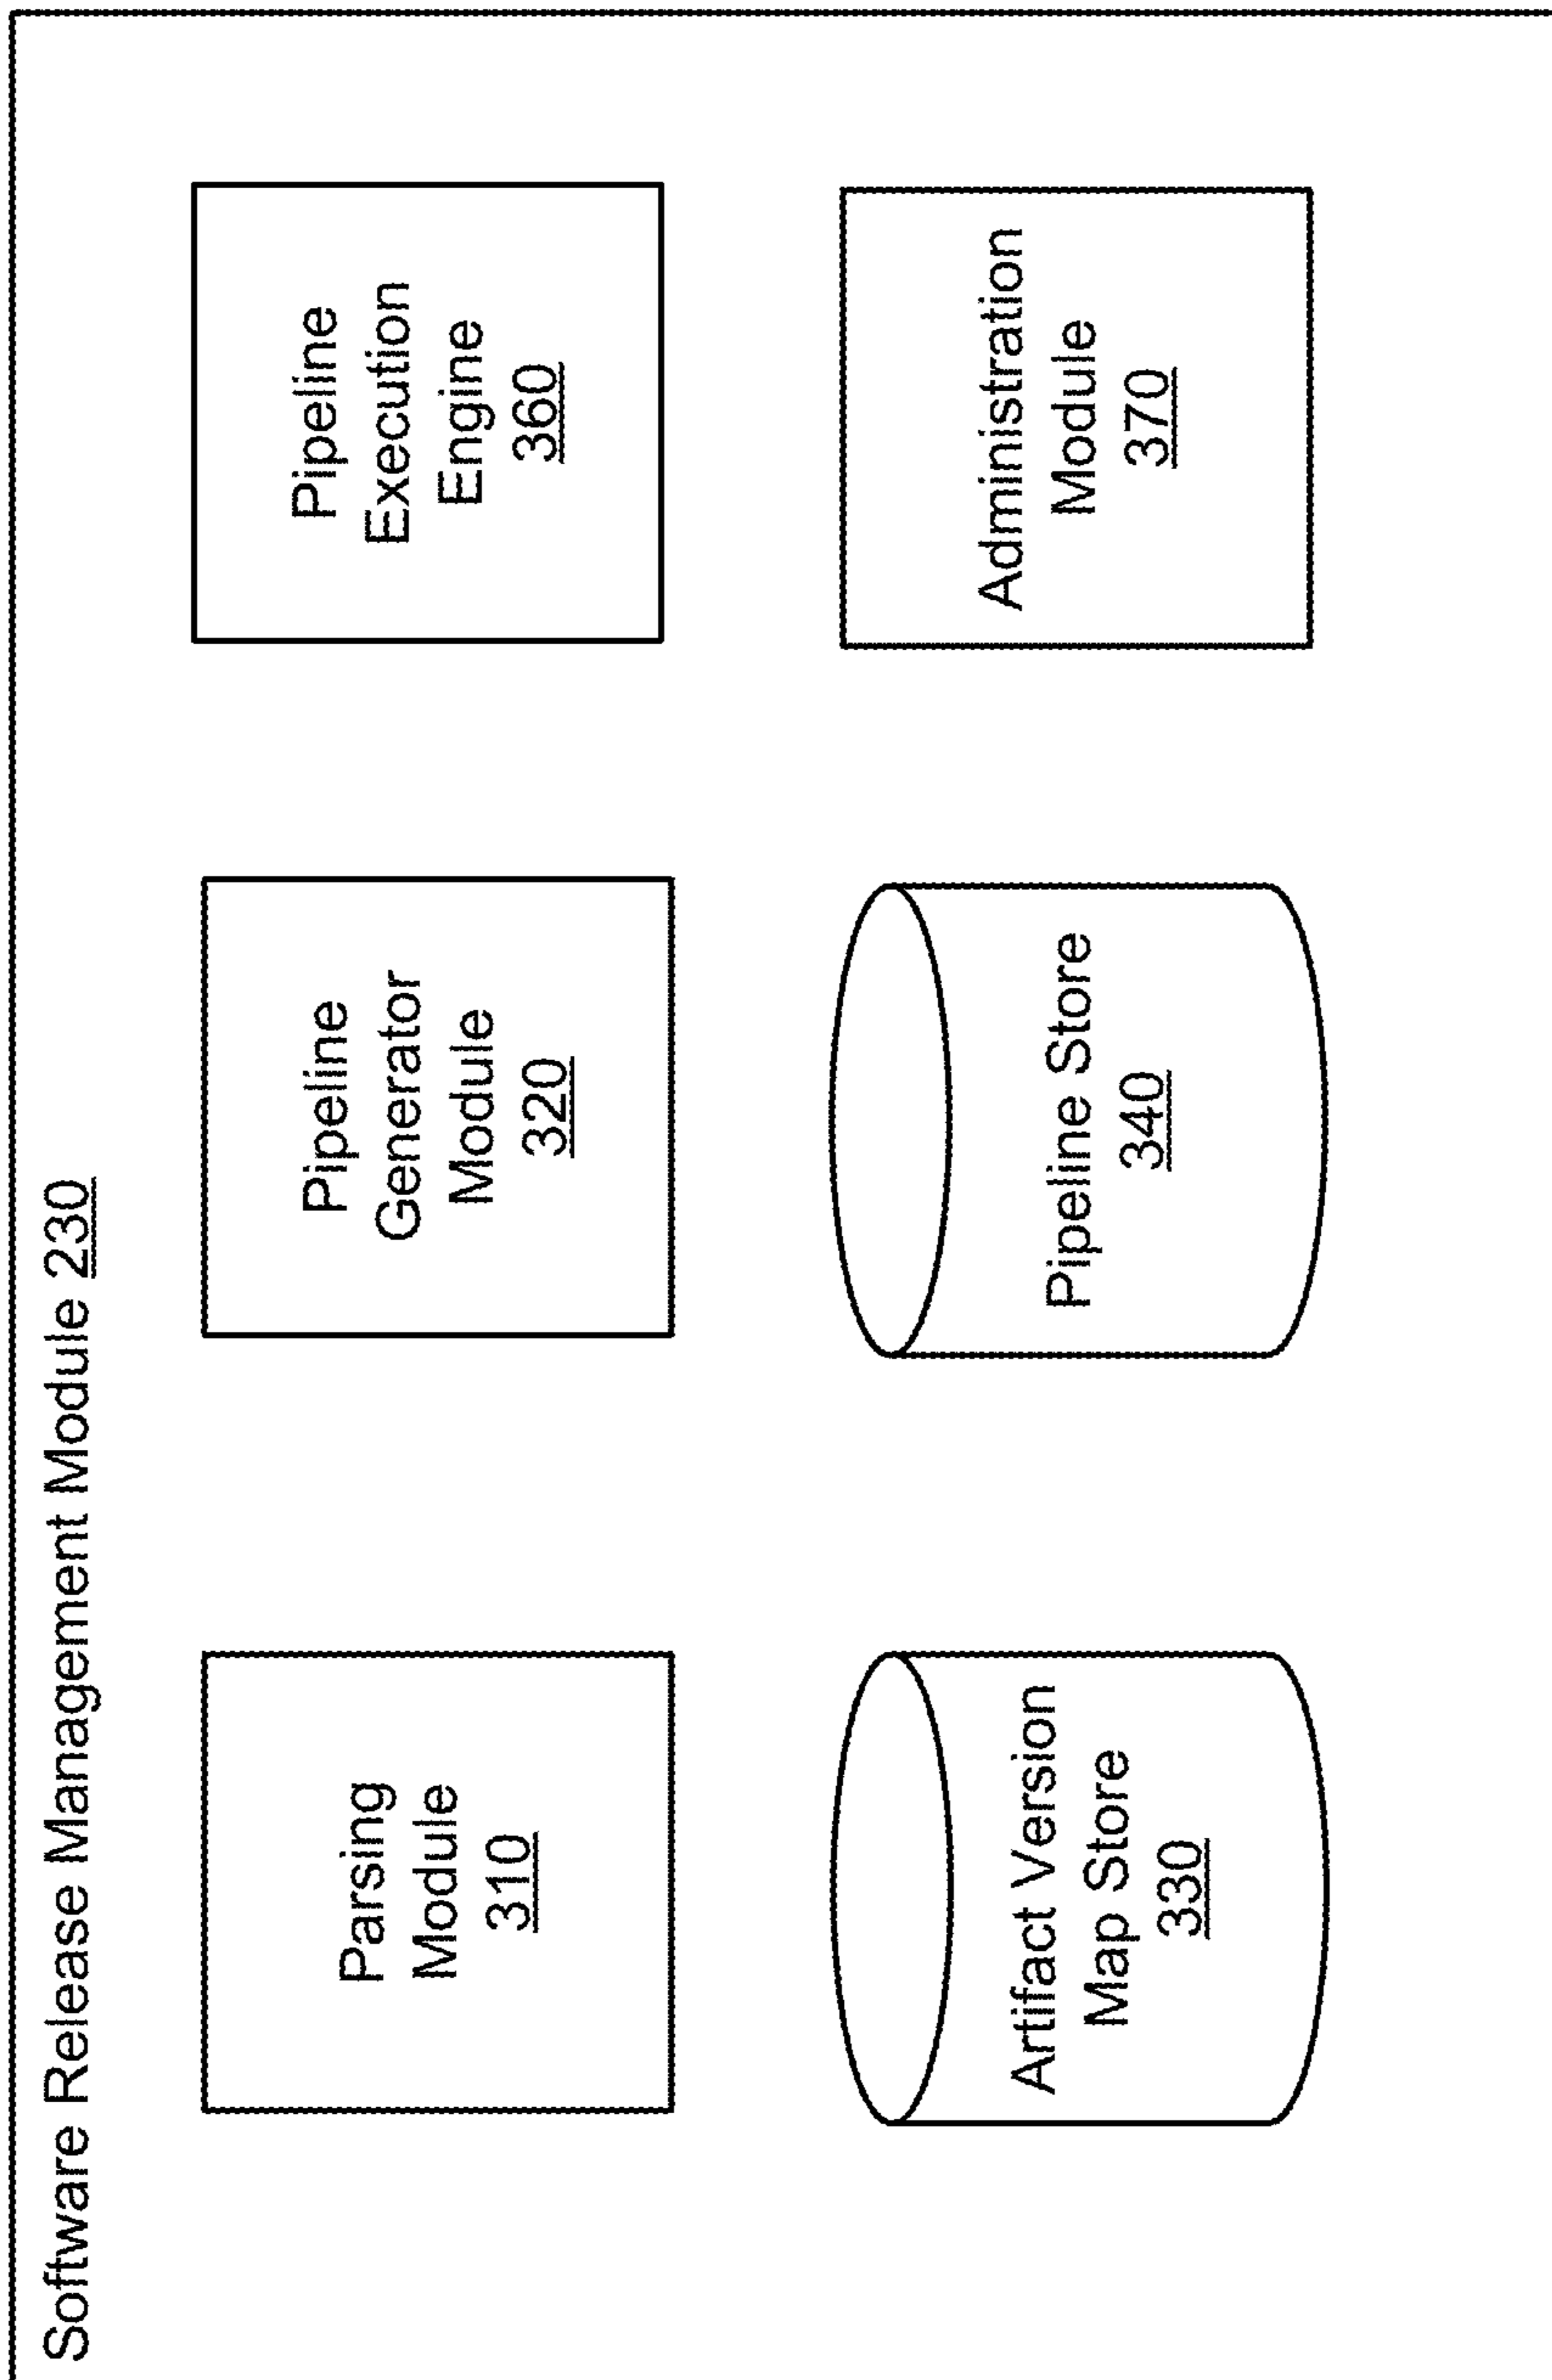 Software Release Management Module 230
Parsing
Module
310
Pipeline
Generator
Module
320
Pipeline
Execution
Engine
360
Artifact Version
Map Store
330
Pipeline Store
340
Administration
Module
370